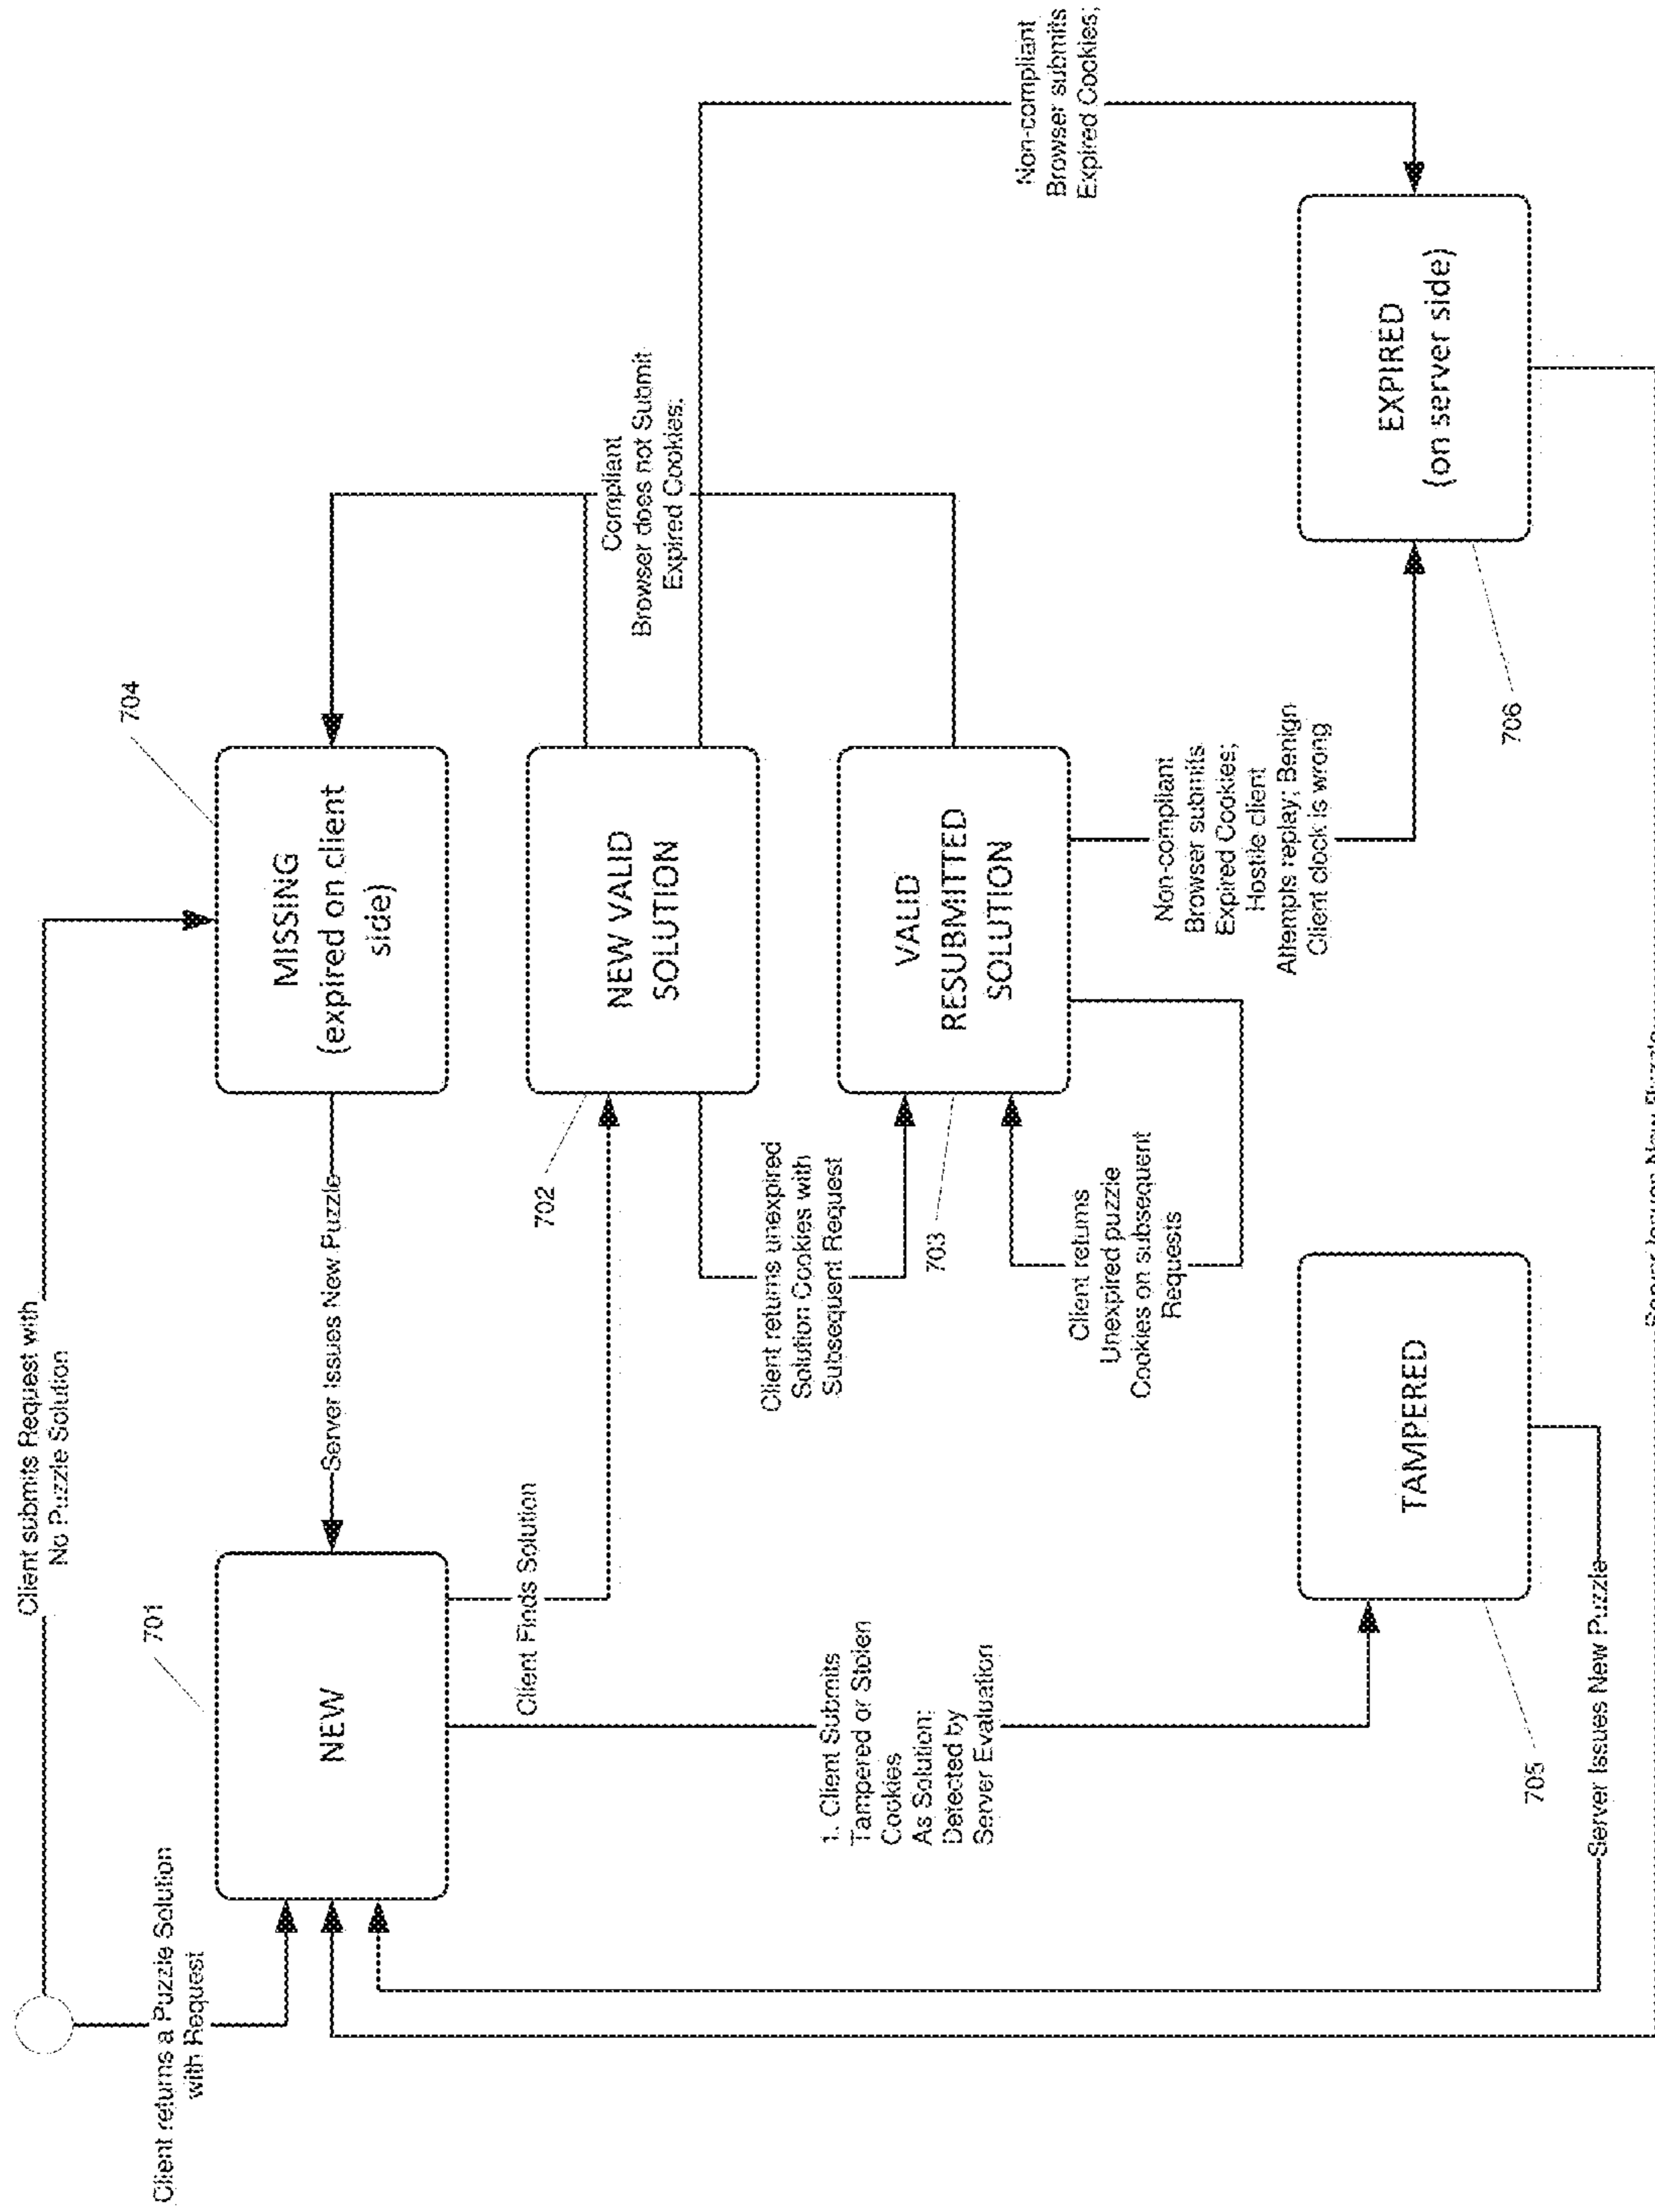 Client submits Request with
No Puzzle Solution
Client returns a Puzzle Solution
with Request
701
NEW
Server Issues New Puzzle
704
MISSING
(expired on client
side)
Client Finds Solution
702
NEW VALID
SOLUTION
Compliant
Browser does not Submit
Expired Cookies;
Non-compliant
Browser submits
Expired Cookies;
Client returns unexpired
Solution Cookies with
Subsequent Request
703
VALID
RESUBMITTED
SOLUTION
1. Client Submits
Tampered or Stolen
Cookies
As Solution;
Detected by
Server Evaluation
Client returns
Unexpired puzzle
Cookies on subsequent
Requests
Non-compliant
Browser submits
Expired Cookies;
Hostile client
Attempts replay; Benign
Client clock is wrong
705
TAMPERED
706
EXPIRED
(on server side)
Server Issues New Puzzle